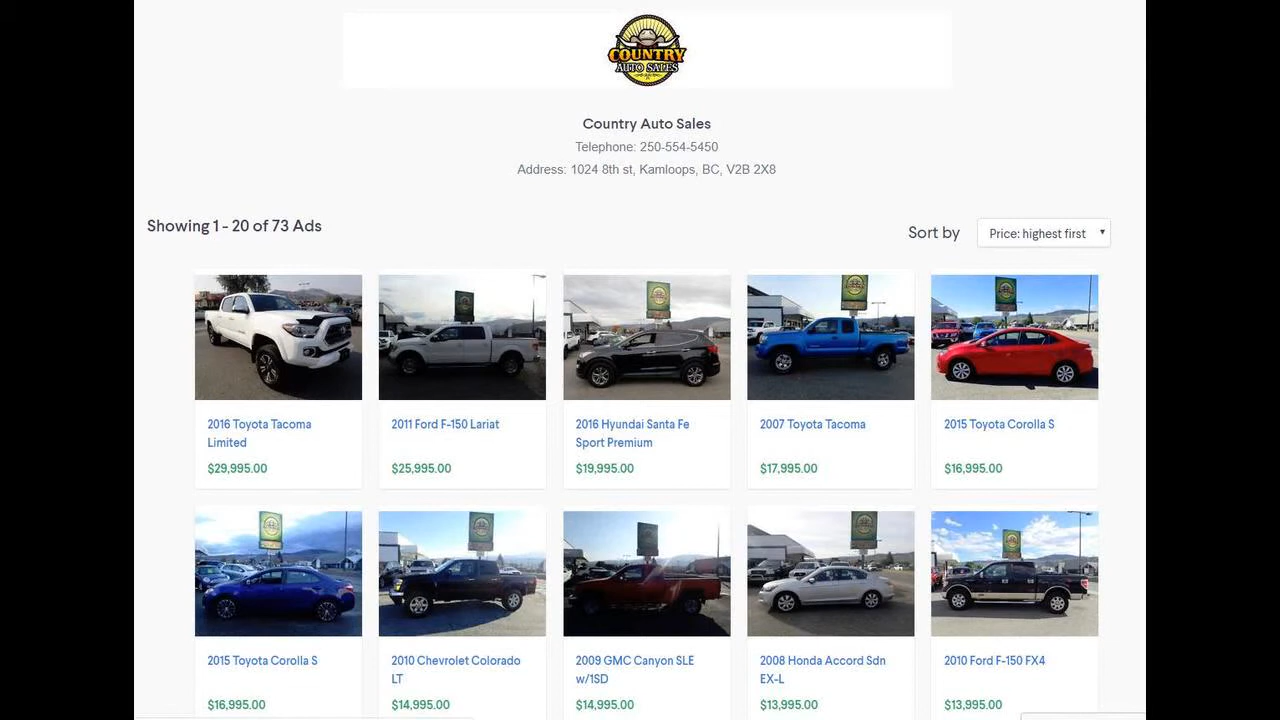 COUNTRY
AUTO SALES
Country Auto Sales
Telephone: 250-554-5450
Address: 1024 8th st, Kamloops, BC, V2B 2X8
Showing 1 - 20 of 73 Ads
Sort by
Price: highest first
2016 Toyota Tacoma
Limited
$29,995.00
2011 Ford F-150 Lariat
$25,995.00
2016 Hyundai Santa Fe
Sport Premium
$19,995.00
2007 Toyota Tacoma
$17,995.00
2015 Toyota Corolla S
$16,995.00
2015 Toyota Corolla S
$16,995.00
2010 Chevrolet Colorado
LT
$14,995.00
2009 GMC Canyon SLE
w/1SD
$14,995.00
2008 Honda Accord Sdn
EX-L
$13,995.00
2010 Ford F-150 FX4
$13,995.00